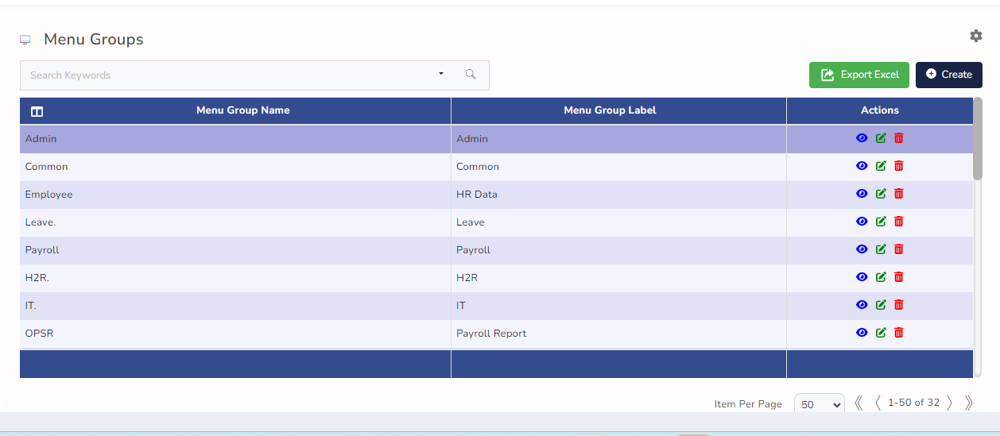 Menu Groups
Search Keywords
Export Excel
Create
Menu Group Name Menu Group Label Actions
Admin Admin
Common Common
Employee HR Data
Leave. Leave
Payroll Payroll
H2R. H2R
IT. IT
OPSR Payroll Report
Item Per Page 50 1-50 of 32